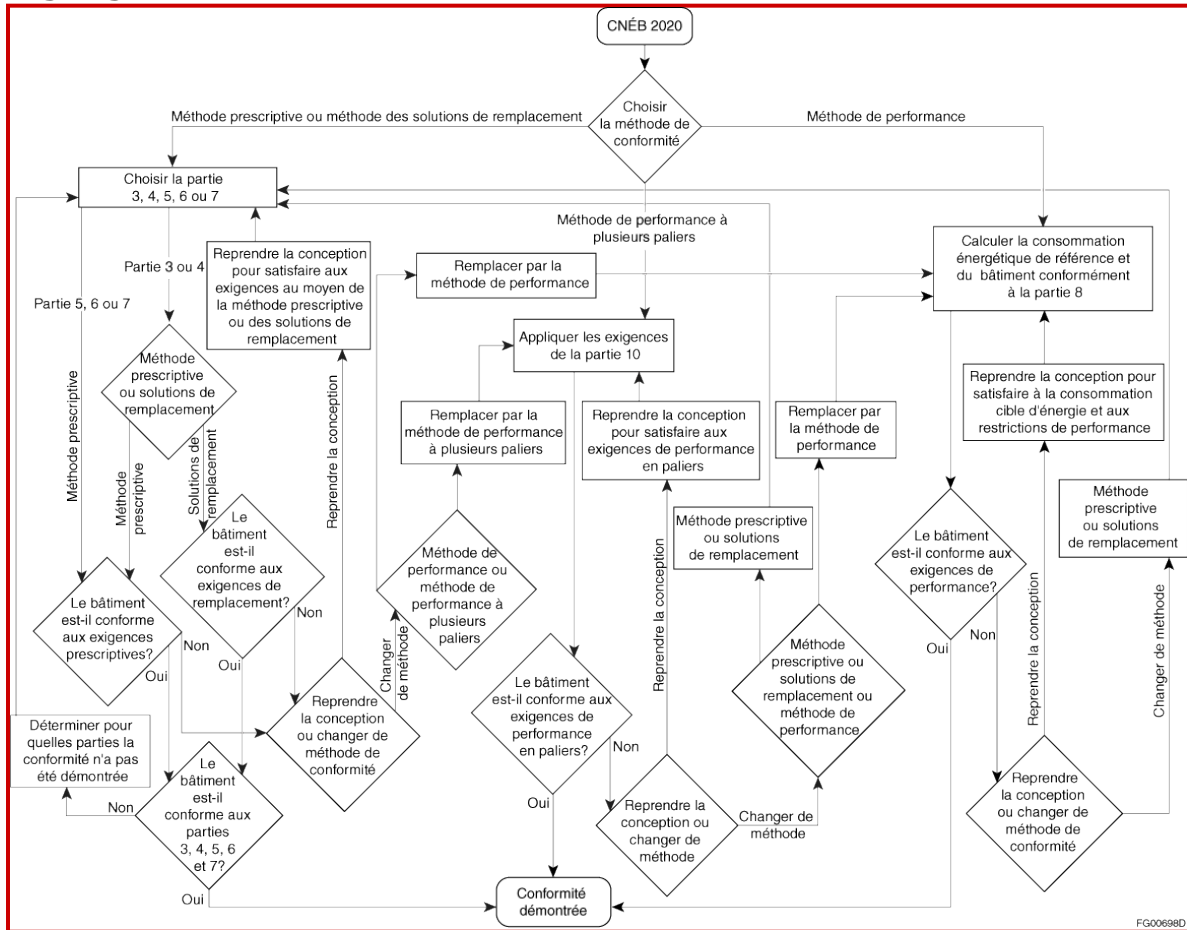 CNÉB 2020
Choisir
la méthode de
conformité
Méthode prescriptive ou méthode des solutions de remplacement
Méthode de performance
Choisir la partie
3, 4, 5, 6 ou 7
Méthode de performance à
plusieurs paliers
Partie 3 ou 4
Partie 5, 6 ou 7
Reprendre la conception
pour satisfaire aux
exigences au moyen de
la méthode prescriptive
ou des solutions de
remplacement
Remplacer par la
méthode de performance
Calculer la consommation
énergétique de référence et
du bâtiment conformément
à la partie 8
Appliquer les exigences
de la partie 10
Méthode
prescriptive
ou solutions de
remplacement
Méthode prescriptive
Méthode
prescriptive
Solutions de
remplacement
Reprendre la conception
Remplacer par la
méthode de performance
à plusieurs paliers
Reprendre la conception
pour satisfaire aux
exigences de performance
en paliers
Remplacer par
la méthode de
performance
Reprendre la conception pour
satisfaire à la consommation
cible d'énergie et aux
restrictions de performance
Le
bâtiment
est-il
conforme aux
exigences de
remplacement?
Non
Oui
Le bâtiment
est-il conforme
aux exigences
prescriptives?
Non
Oui
Méthode de
performance ou
méthode de
performance à
plusieurs paliers
Changer
de méthode
Reprendre
la conception
ou changer de
méthode de
conformité
Méthode prescriptive
ou solutions
de remplacement
Reprendre la conception
Méthode
prescriptive ou
solutions de
remplacement ou
méthode de
performance
Le bâtiment
est-il conforme aux
exigences de
performance?
Non
Oui
Reprendre la conception
Méthode
prescriptive
ou solutions
de remplacement
Changer de méthode
Déterminer pour
quelles parties la
conformité n'a pas
été démontrée
Non
Le
bâtiment
est-il
conforme aux
parties
3, 4, 5, 6
et 7?
Oui
Le bâtiment
est-il conforme aux
exigences de
performance
en paliers?
Non
Oui
Reprendre la
conception ou
changer de
méthode
Changer de
méthode
Reprendre
la conception
ou changer de
méthode de
conformité
Conformité
démontrée
FG00698D